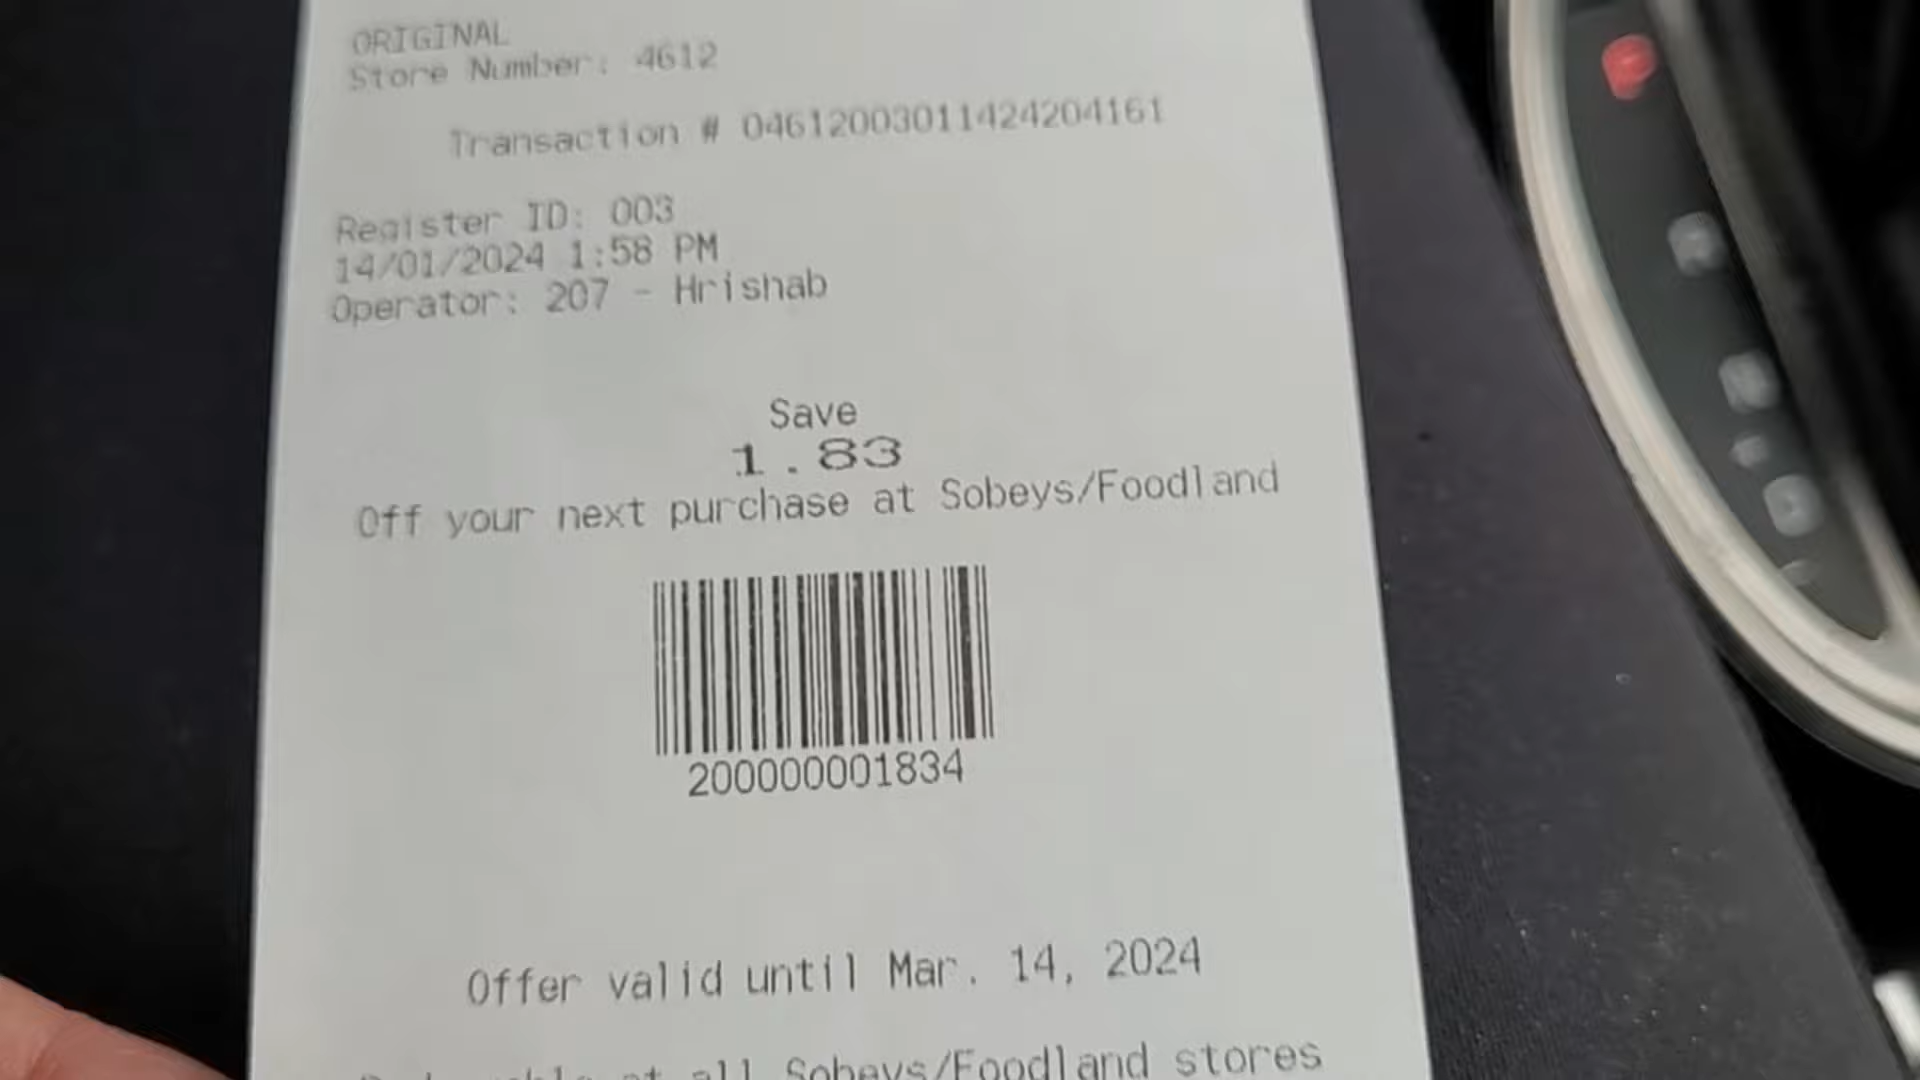 ORIGINAL
Store Number: 4612
Transaction # 04612003011424204161
Register ID: 003
14/01/2024 1:58 PM
Operator: 207 - Hrishab
Save
1.83
Off your next purchase at Sobeys/Foodland
200000001834
Offer valid until Mar. 14, 2024
at all Sobeys/Foodland stores